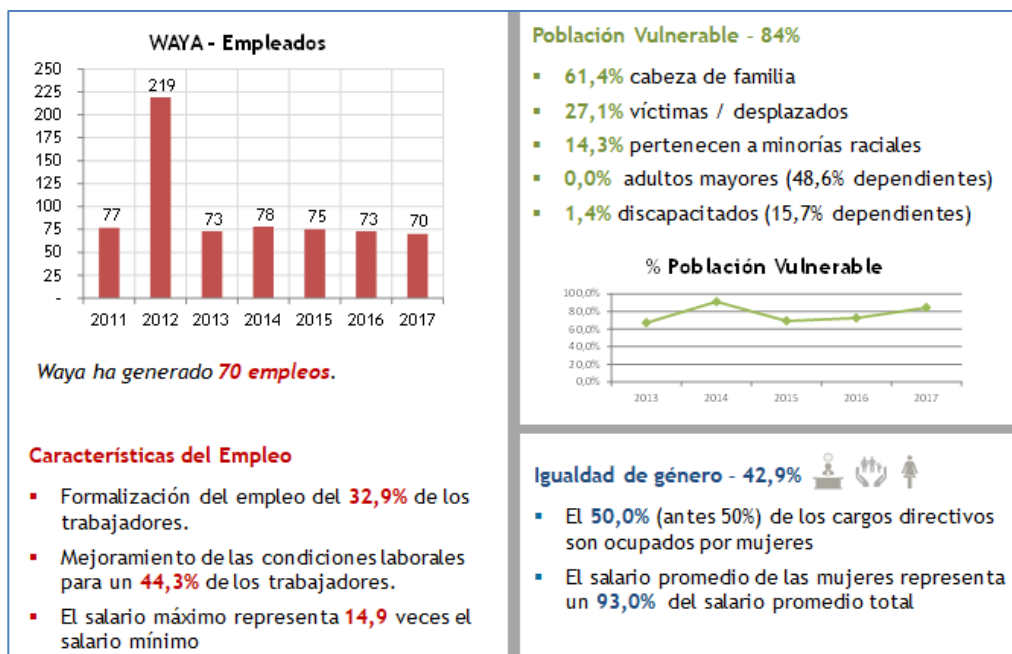 WAYA - Empleados
250
225
200
175
150
125
100
75
50
25
-
77
219
73
78
75
73
70
2011 2012 2013 2014 2015 2016 2017
Waya ha generado 70 empleos.
Características del Empleo
▪ Formalización del empleo del 32,9% de los
trabajadores.
▪ Mejoramiento de las condiciones laborales
para un 44,3% de los trabajadores.
▪ El salario máximo representa 14,9 veces el
salario mínimo
Población Vulnerable - 84%
▪ 61,4% cabeza de familia
▪ 27,1% víctimas / desplazados
▪ 14,3% pertenecen a minorías raciales
▪ 0,0% adultos mayores (48,6% dependientes)
▪ 1,4% discapacitados (15,7% dependientes)
% Población Vulnerable
100,0%
80,0%
60,0%
40,0%
20,0%
0,0%
2013 2014 2015 2016 2017
Igualdad de género - 42,9%
▪ El 50,0% (antes 50%) de los cargos directivos
son ocupados por mujeres
▪ El salario promedio de las mujeres representa
un 93,0% del salario promedio total